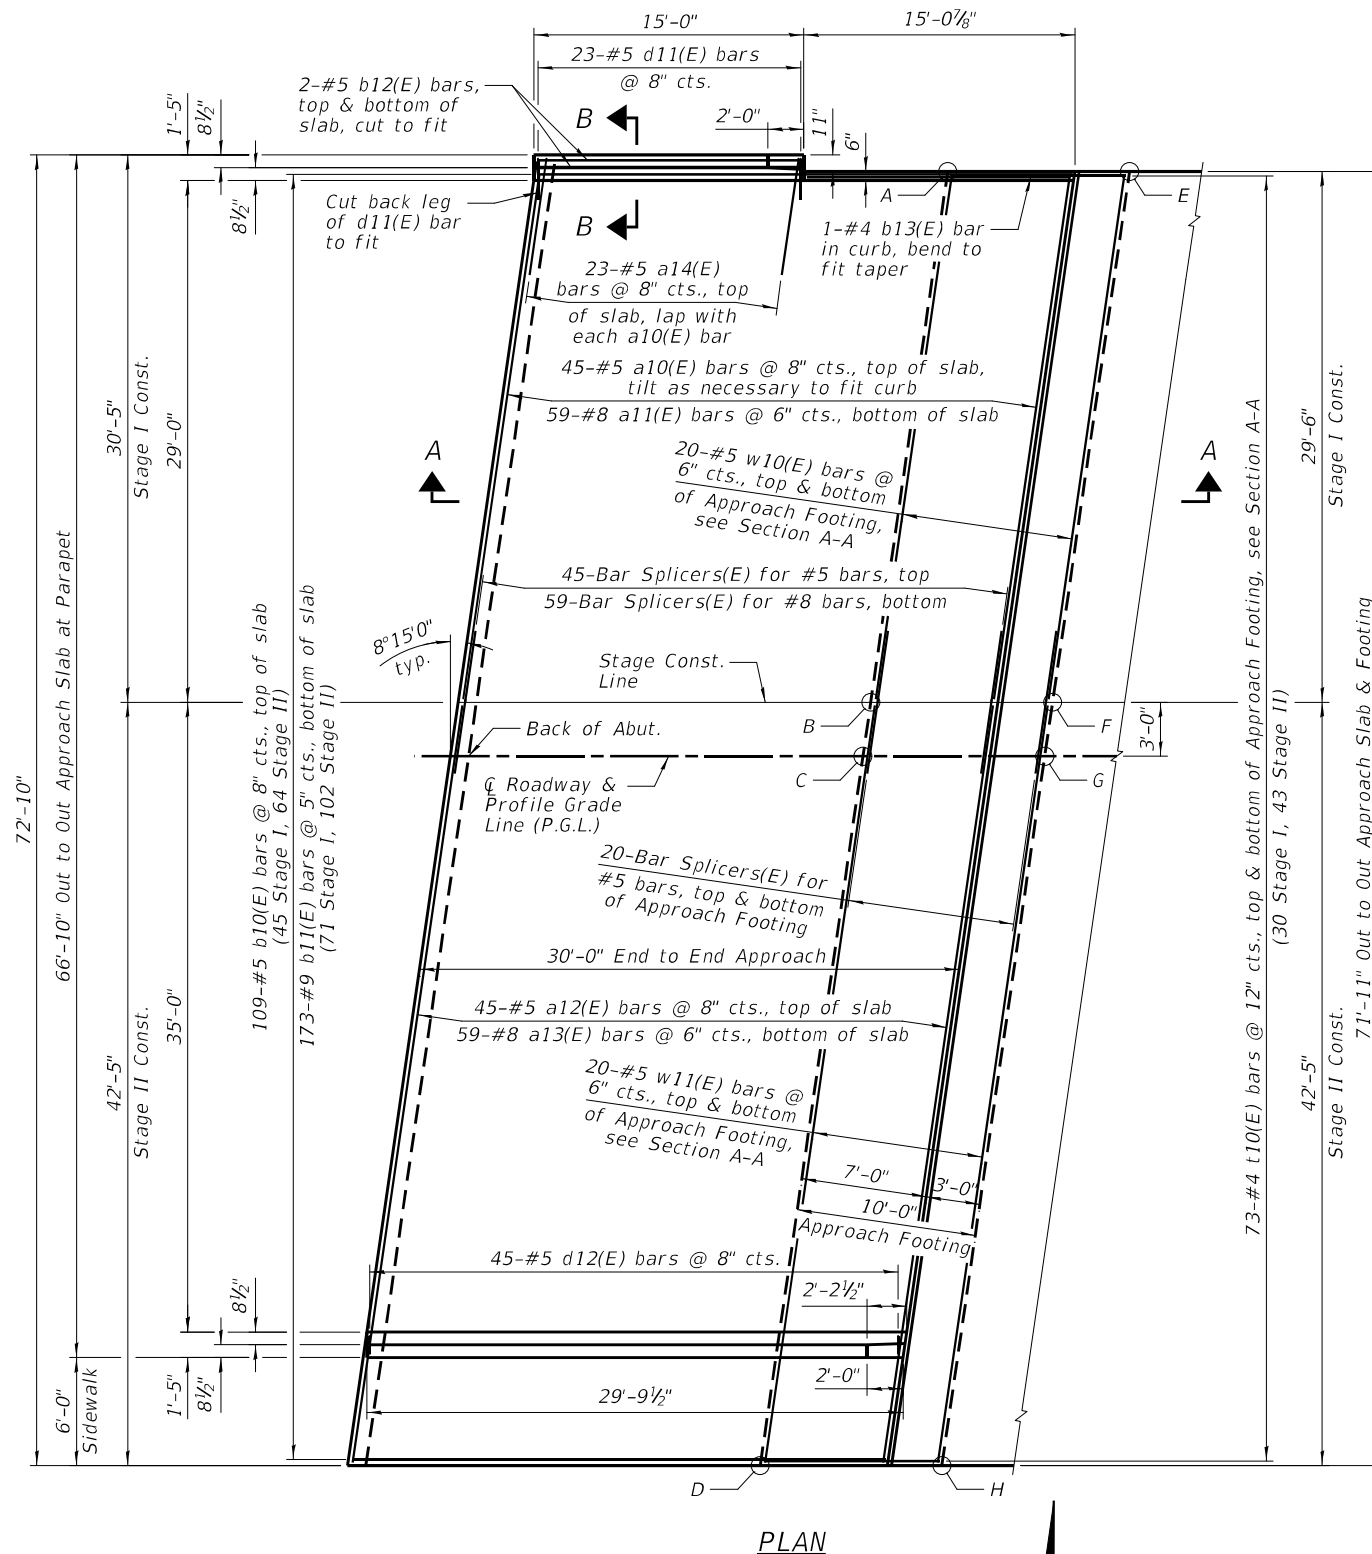 15'-0"
15'-0⅞"
23-#5 d11(E) bars
@ 8" cts.
2-#5 b12(E) bars,
top & bottom of
slab, cut to fit
B
2'-0"
11"
6"
1'-5"
8½"
8½"
Cut back leg
of d11(E) bar
to fit
B
A
E
1-#4 b13(E) bar
in curb, bend to
fit taper
23-#5 a14(E)
bars @ 8" cts., top
of slab, lap with
each a10(E) bar
45-#5 a10(E) bars @ 8" cts., top of slab,
tilt as necessary to fit curb
59-#8 a11(E) bars @ 6" cts., bottom of slab
A
A
20-#5 w10(E) bars @
6" cts., top & bottom
of Approach Footing,
see Section A-A
45-Bar Splicers(E) for #5 bars, top
59-Bar Splicers(E) for #8 bars, bottom
8°15'0"
typ.
Stage Const.
Line
B
F
3'-0"
Back of Abut.
C
G
℄ Roadway &
Profile Grade
Line (P.G.L.)
20-Bar Splicers(E) for
#5 bars, top & bottom
of Approach Footing
30'-0" End to End Approach
45-#5 a12(E) bars @ 8" cts., top of slab
59-#8 a13(E) bars @ 6" cts., bottom of slab
20-#5 w11(E) bars @
6" cts., top & bottom
of Approach Footing,
see Section A-A
7'-0"
3'-0"
10'-0"
Approach Footing
45-#5 d12(E) bars @ 8" cts.
2'-2½"
2'-0"
29'-9½"
8½"
1'-5"
8½"
D
H
72'-10"
66'-10" Out to Out Approach Slab at Parapet
6'-0"
Sidewalk
30'-5"
Stage I Const.
42'-5"
Stage II Const.
29'-0"
35'-0"
109-#5 b10(E) bars @ 8" cts., top of slab
(45 Stage I, 64 Stage II)
173-#9 b11(E) bars @ 5" cts., bottom of slab
(71 Stage I, 102 Stage II)
73-#4 t10(E) bars @ 12" cts., top & bottom of Approach Footing, see Section A-A
(30 Stage I, 43 Stage II)
29'-6"
Stage I Const.
42'-5"
Stage II Const.
71'-11" Out to Out Approach Slab & Footing
PLAN